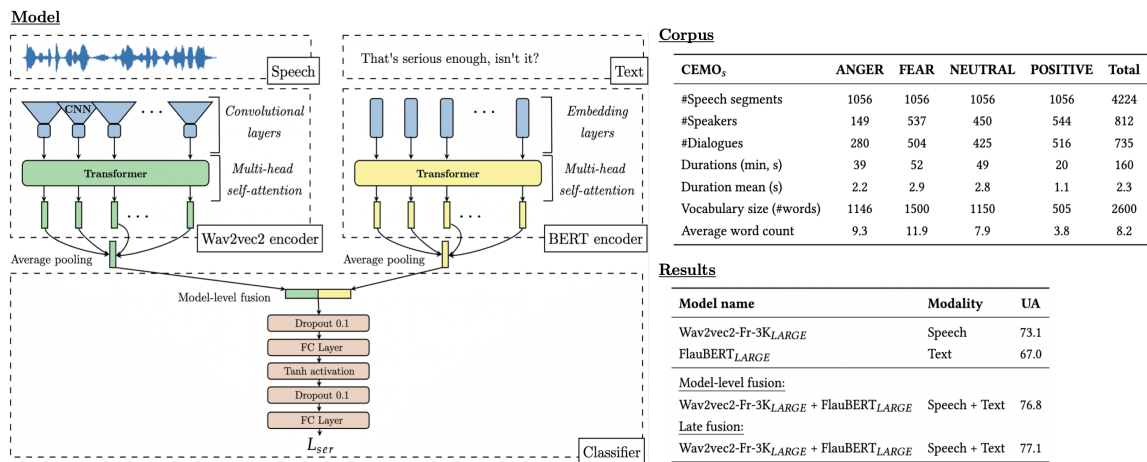 Model
Speech
That's serious enough, isn't it?
Text
CNN
...
Convolutional
layers
Transformer
Multi-head
self-attention
...
Wav2vec2 encoder
...
Embedding
layers
Transformer
Multi-head
self-attention
...
BERT encoder
Average pooling
Average pooling
Model-level fusion
Dropout 0.1
FC Layer
Tanh activation
Dropout 0.1
FC Layer
L_ser
Classifier
Corpus
CEMO_s ANGER FEAR NEUTRAL POSITIVE Total
#Speech segments 1056 1056 1056 1056 4224
#Speakers 149 537 450 544 812
#Dialogues 280 504 425 516 735
Durations (min, s) 39 52 49 20 160
Duration mean (s) 2.2 2.9 2.8 1.1 2.3
Vocabulary size (#words) 1146 1500 1150 505 2600
Average word count 9.3 11.9 7.9 3.8 8.2
Results
Model name Modality UA
Wav2vec2-Fr-3K_LARGE Speech 73.1
FlauBERT_LARGE Text 67.0
Model-level fusion:
Wav2vec2-Fr-3K_LARGE + FlauBERT_LARGE Speech + Text 76.8
Late fusion:
Wav2vec2-Fr-3K_LARGE + FlauBERT_LARGE Speech + Text 77.1